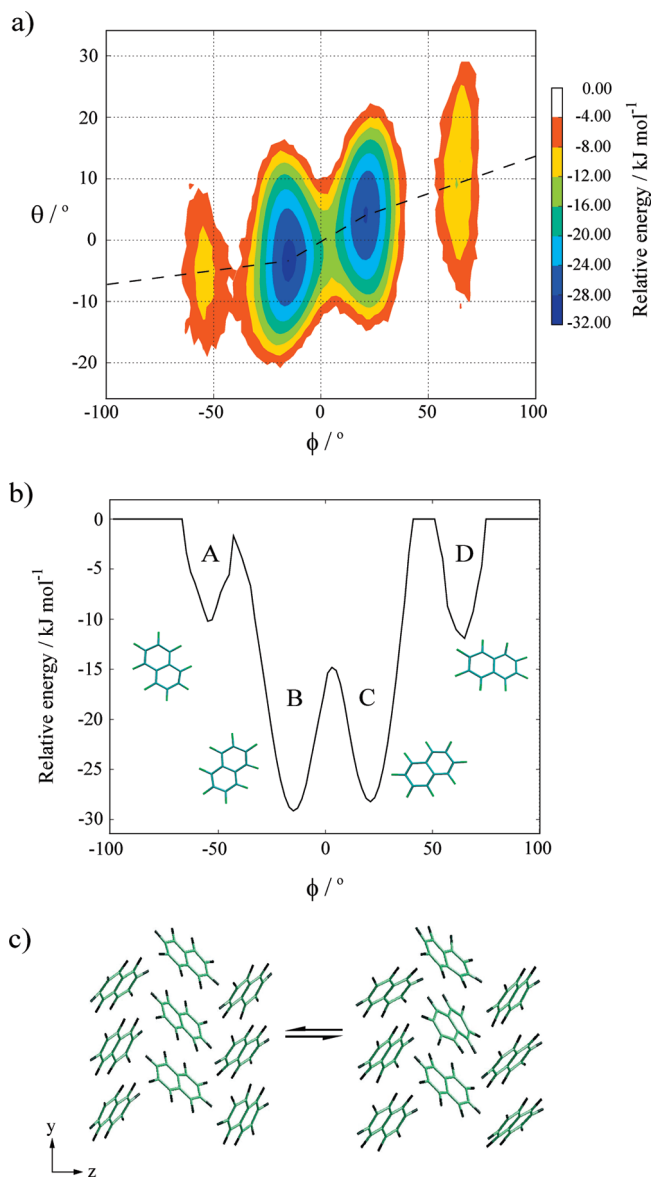 a)
30
20
10
0
-10
-20
θ / °
-100 -50 0 50 100
ϕ / °
0.00
-4.00
-8.00
-12.00
-16.00
-20.00
-24.00
-28.00
-32.00
Relative energy / kJ mol⁻¹
b)
0
-5
-10
-15
-20
-25
-30
Relative energy / kJ mol⁻¹
A
D
B
C
-100 -50 0 50 100
ϕ / °
c)
y
z